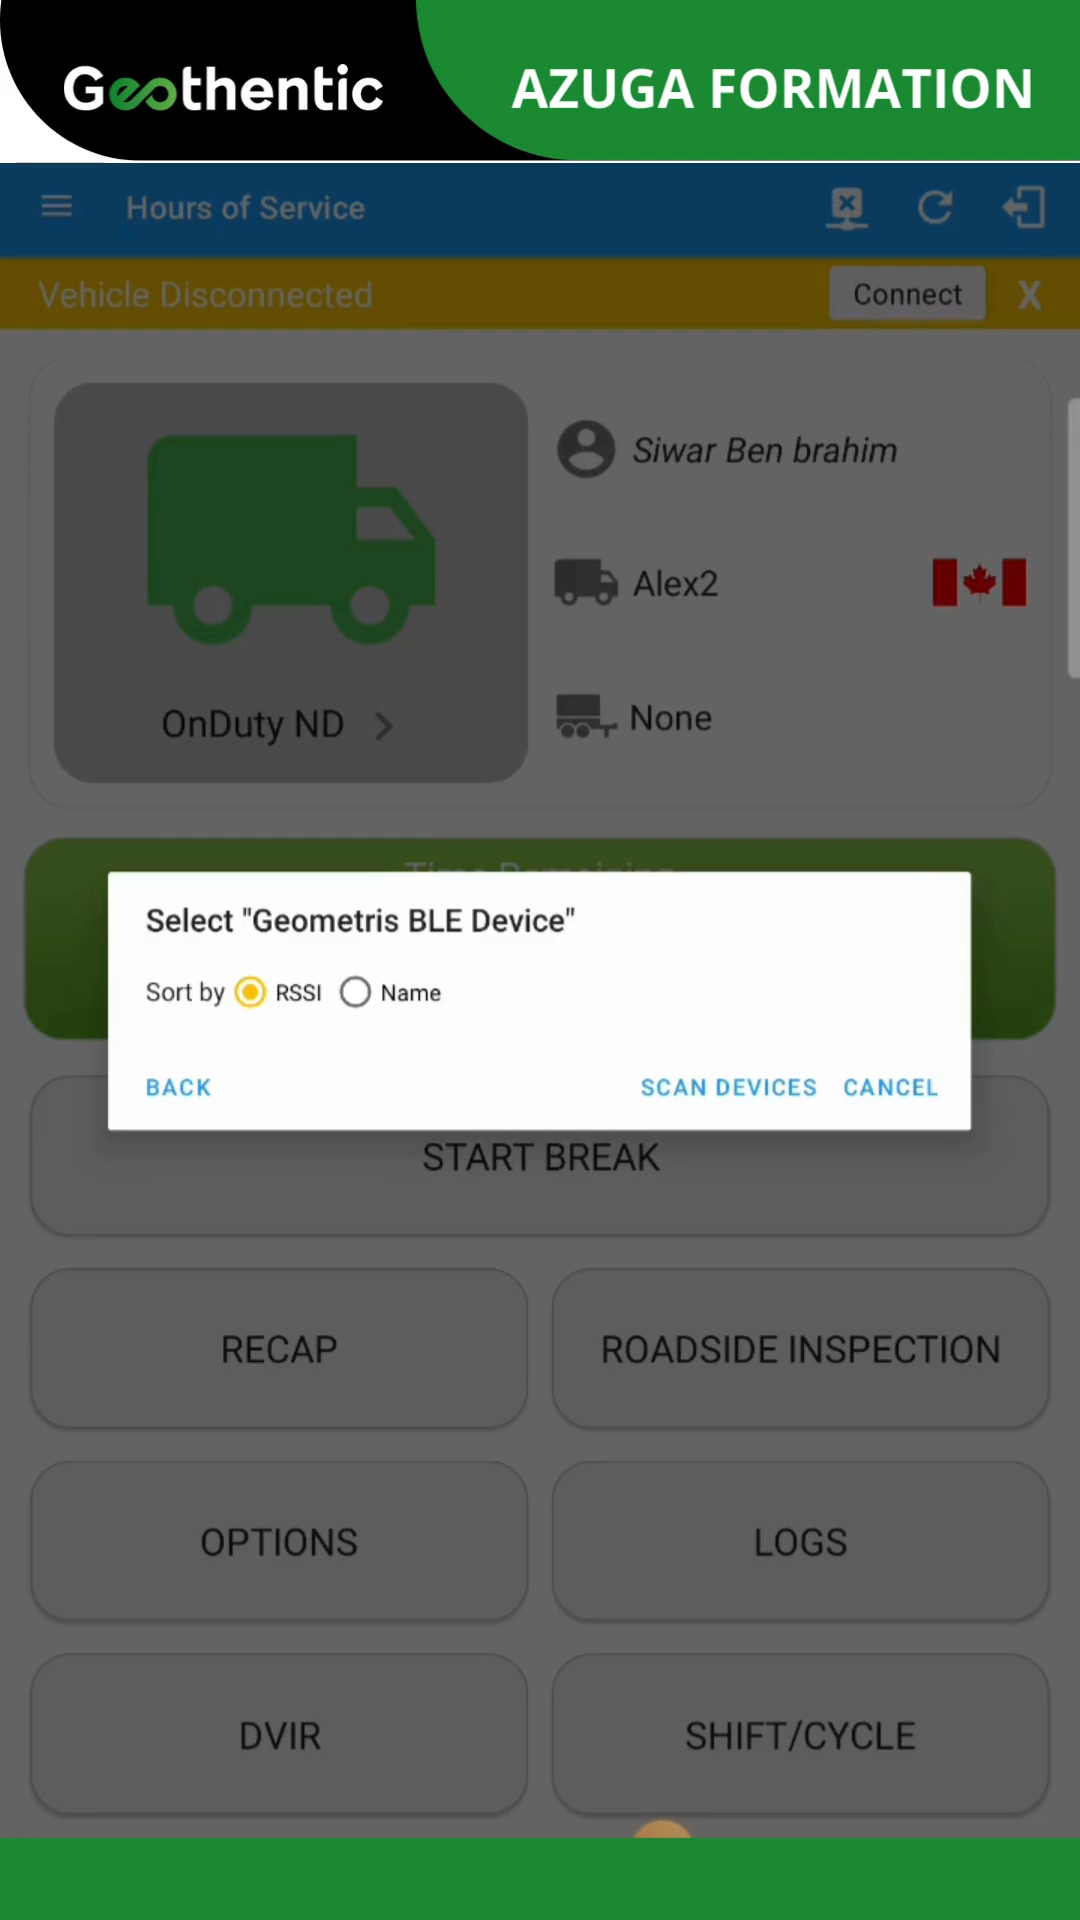 Geothentic
AZUGA FORMATION
Hours of Service
Vehicle Disconnected
Connect
X
Siwar Ben brahim
Alex2
OnDuty ND
None
Time Remaining
Select "Geometris BLE Device"
Sort by RSSI Name
BACK SCAN DEVICES CANCEL
START BREAK
RECAP
ROADSIDE INSPECTION
OPTIONS
LOGS
DVIR
SHIFT/CYCLE